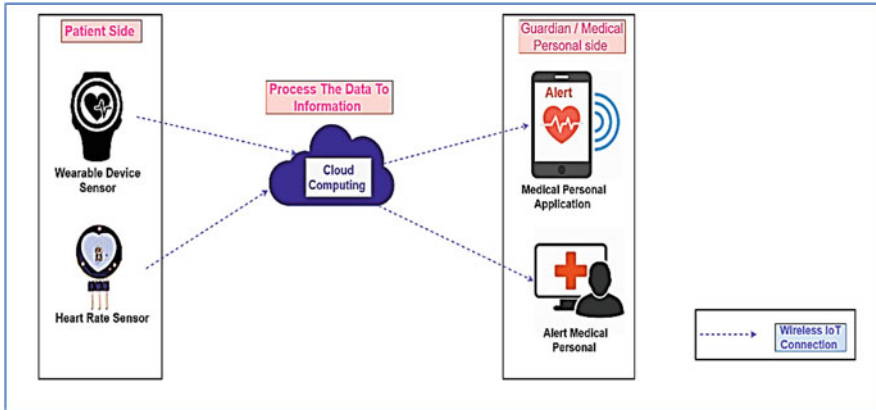 Patient Side
Wearable Device
Sensor
Heart Rate Sensor
Process The Data To
Information
Cloud
Computing
Guardian / Medical
Personal side
Alert
Medical Personal
Application
Alert Medical
Personal
Wireless IoT
Connection